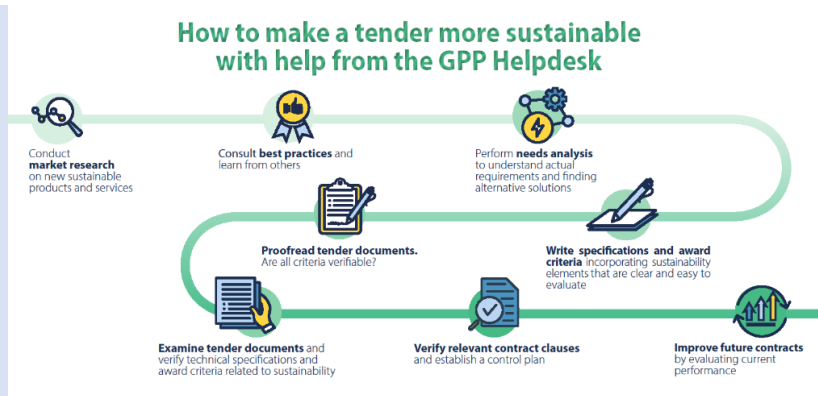 How to make a tender more sustainable
with help from the GPP Helpdesk
Conduct
market research
on new sustainable
products and services
Consult best practices and
learn from others
Perform needs analysis
to understand actual
requirements and finding
alternative solutions
Write specifications and award
criteria incorporating sustainability
elements that are clear and easy to
evaluate
Proofread tender documents.
Are all criteria verifiable?
Examine tender documents and
verify technical specifications and
award criteria related to sustainability
Verify relevant contract clauses
and establish a control plan
Improve future contracts
by evaluating current
performance